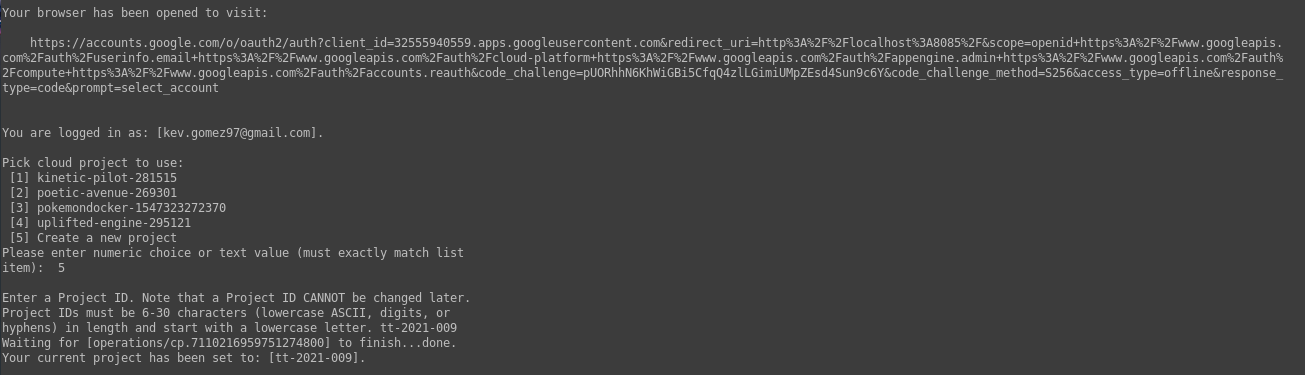 Your browser has been opened to visit:
https://accounts.google.com/o/oauth2/auth?client_id=32555940559.apps.googleusercontent.com&redirect_uri=http%3A%2F%2Flocalhost%3A8085%2F&scope=openid+https%3A%2F%2Fwww.googleapis.
com%2Fauth%2Fuserinfo.email+https%3A%2F%2Fwww.googleapis.com%2Fauth%2Fcloud-platform+https%3A%2F%2Fwww.googleapis.com%2Fauth%2Fappengine.admin+https%3A%2F%2Fwww.googleapis.com%2Fauth%
2Fcompute+https%3A%2F%2Fwww.googleapis.com%2Fauth%2Faccounts.reauth&code_challenge=pUORhhN6KhWiGBi5CfqQ4zlLGimiUMpZEsd4Sun9c6Y&code_challenge_method=S256&access_type=offline&response_
type=code&prompt=select_account
You are logged in as: [kev.gomez97@gmail.com].
Pick cloud project to use:
[1] kinetic-pilot-281515
[2] poetic-avenue-269301
[3] pokemondocker-1547323272370
[4] uplifted-engine-295121
[5] Create a new project
Please enter numeric choice or text value (must exactly match list
item):  5
Enter a Project ID. Note that a Project ID CANNOT be changed later.
Project IDs must be 6-30 characters (lowercase ASCII, digits, or
hyphens) in length and start with a lowercase letter. tt-2021-009
Waiting for [operations/cp.7110216959751274800] to finish...done.
Your current project has been set to: [tt-2021-009].